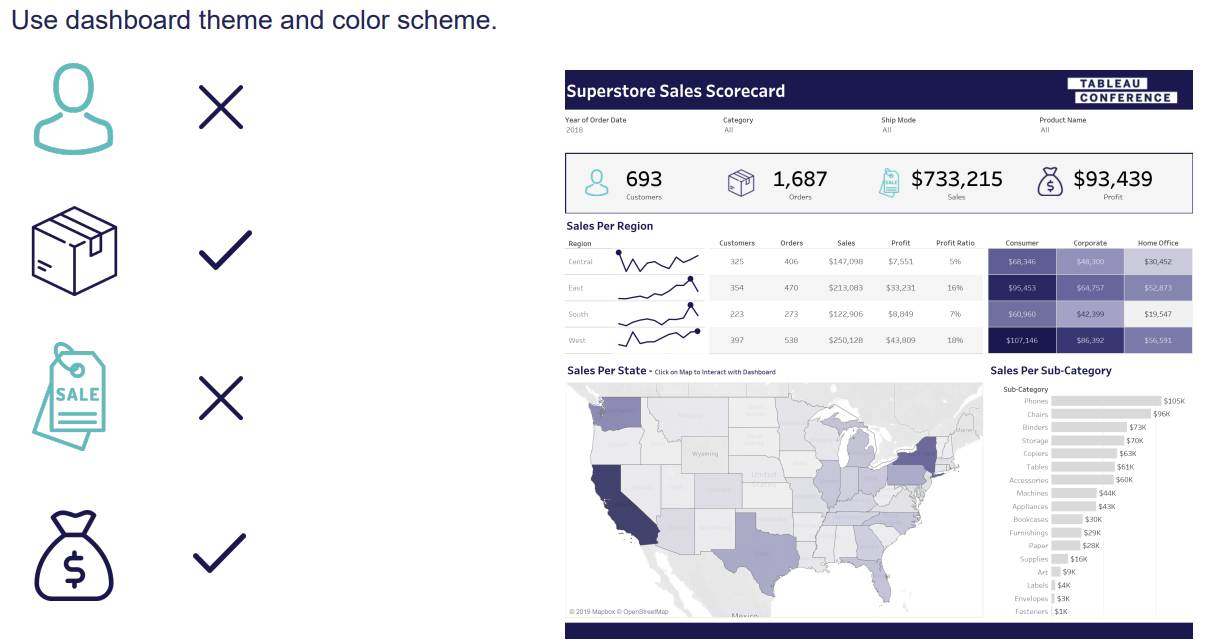 Use dashboard theme and color scheme.
SALE
Superstore Sales Scorecard
TABLEAU
CONFERENCE
Year of Order Date Category Ship Mode Product Name
2018 All All All
693 1,687 SALE $733,215 $93,439
Customers Orders Sales Profit
Sales Per Region
Region Customers Orders Sales Profit Profit Ratio Consumer Corporate Home Office
Central 325 406 $147,098 $7,551 5% $68,346 $48,300 $30,452
East 354 470 $213,083 $33,231 16% $95,453 $64,757 $52,873
South 223 273 $122,906 $8,849 7% $60,960 $42,399 $19,547
West 397 538 $250,128 $43,809 18% $107,146 $86,392 $56,591
Sales Per State - Click on Map to Interact with Dashboard
Maine
Wyoming
United
States
Mexico
© 2019 Mapbox © OpenStreetMap
Sales Per Sub-Category
Sub-Category
Phones $105K
Chairs $96K
Binders $73K
Storage $70K
Copiers $63K
Tables $61K
Accessories $60K
Machines $44K
Appliances $43K
Bookcases $30K
Furnishings $29K
Paper $28K
Supplies $16K
Art $9K
Labels $4K
Envelopes $3K
Fasteners $1K